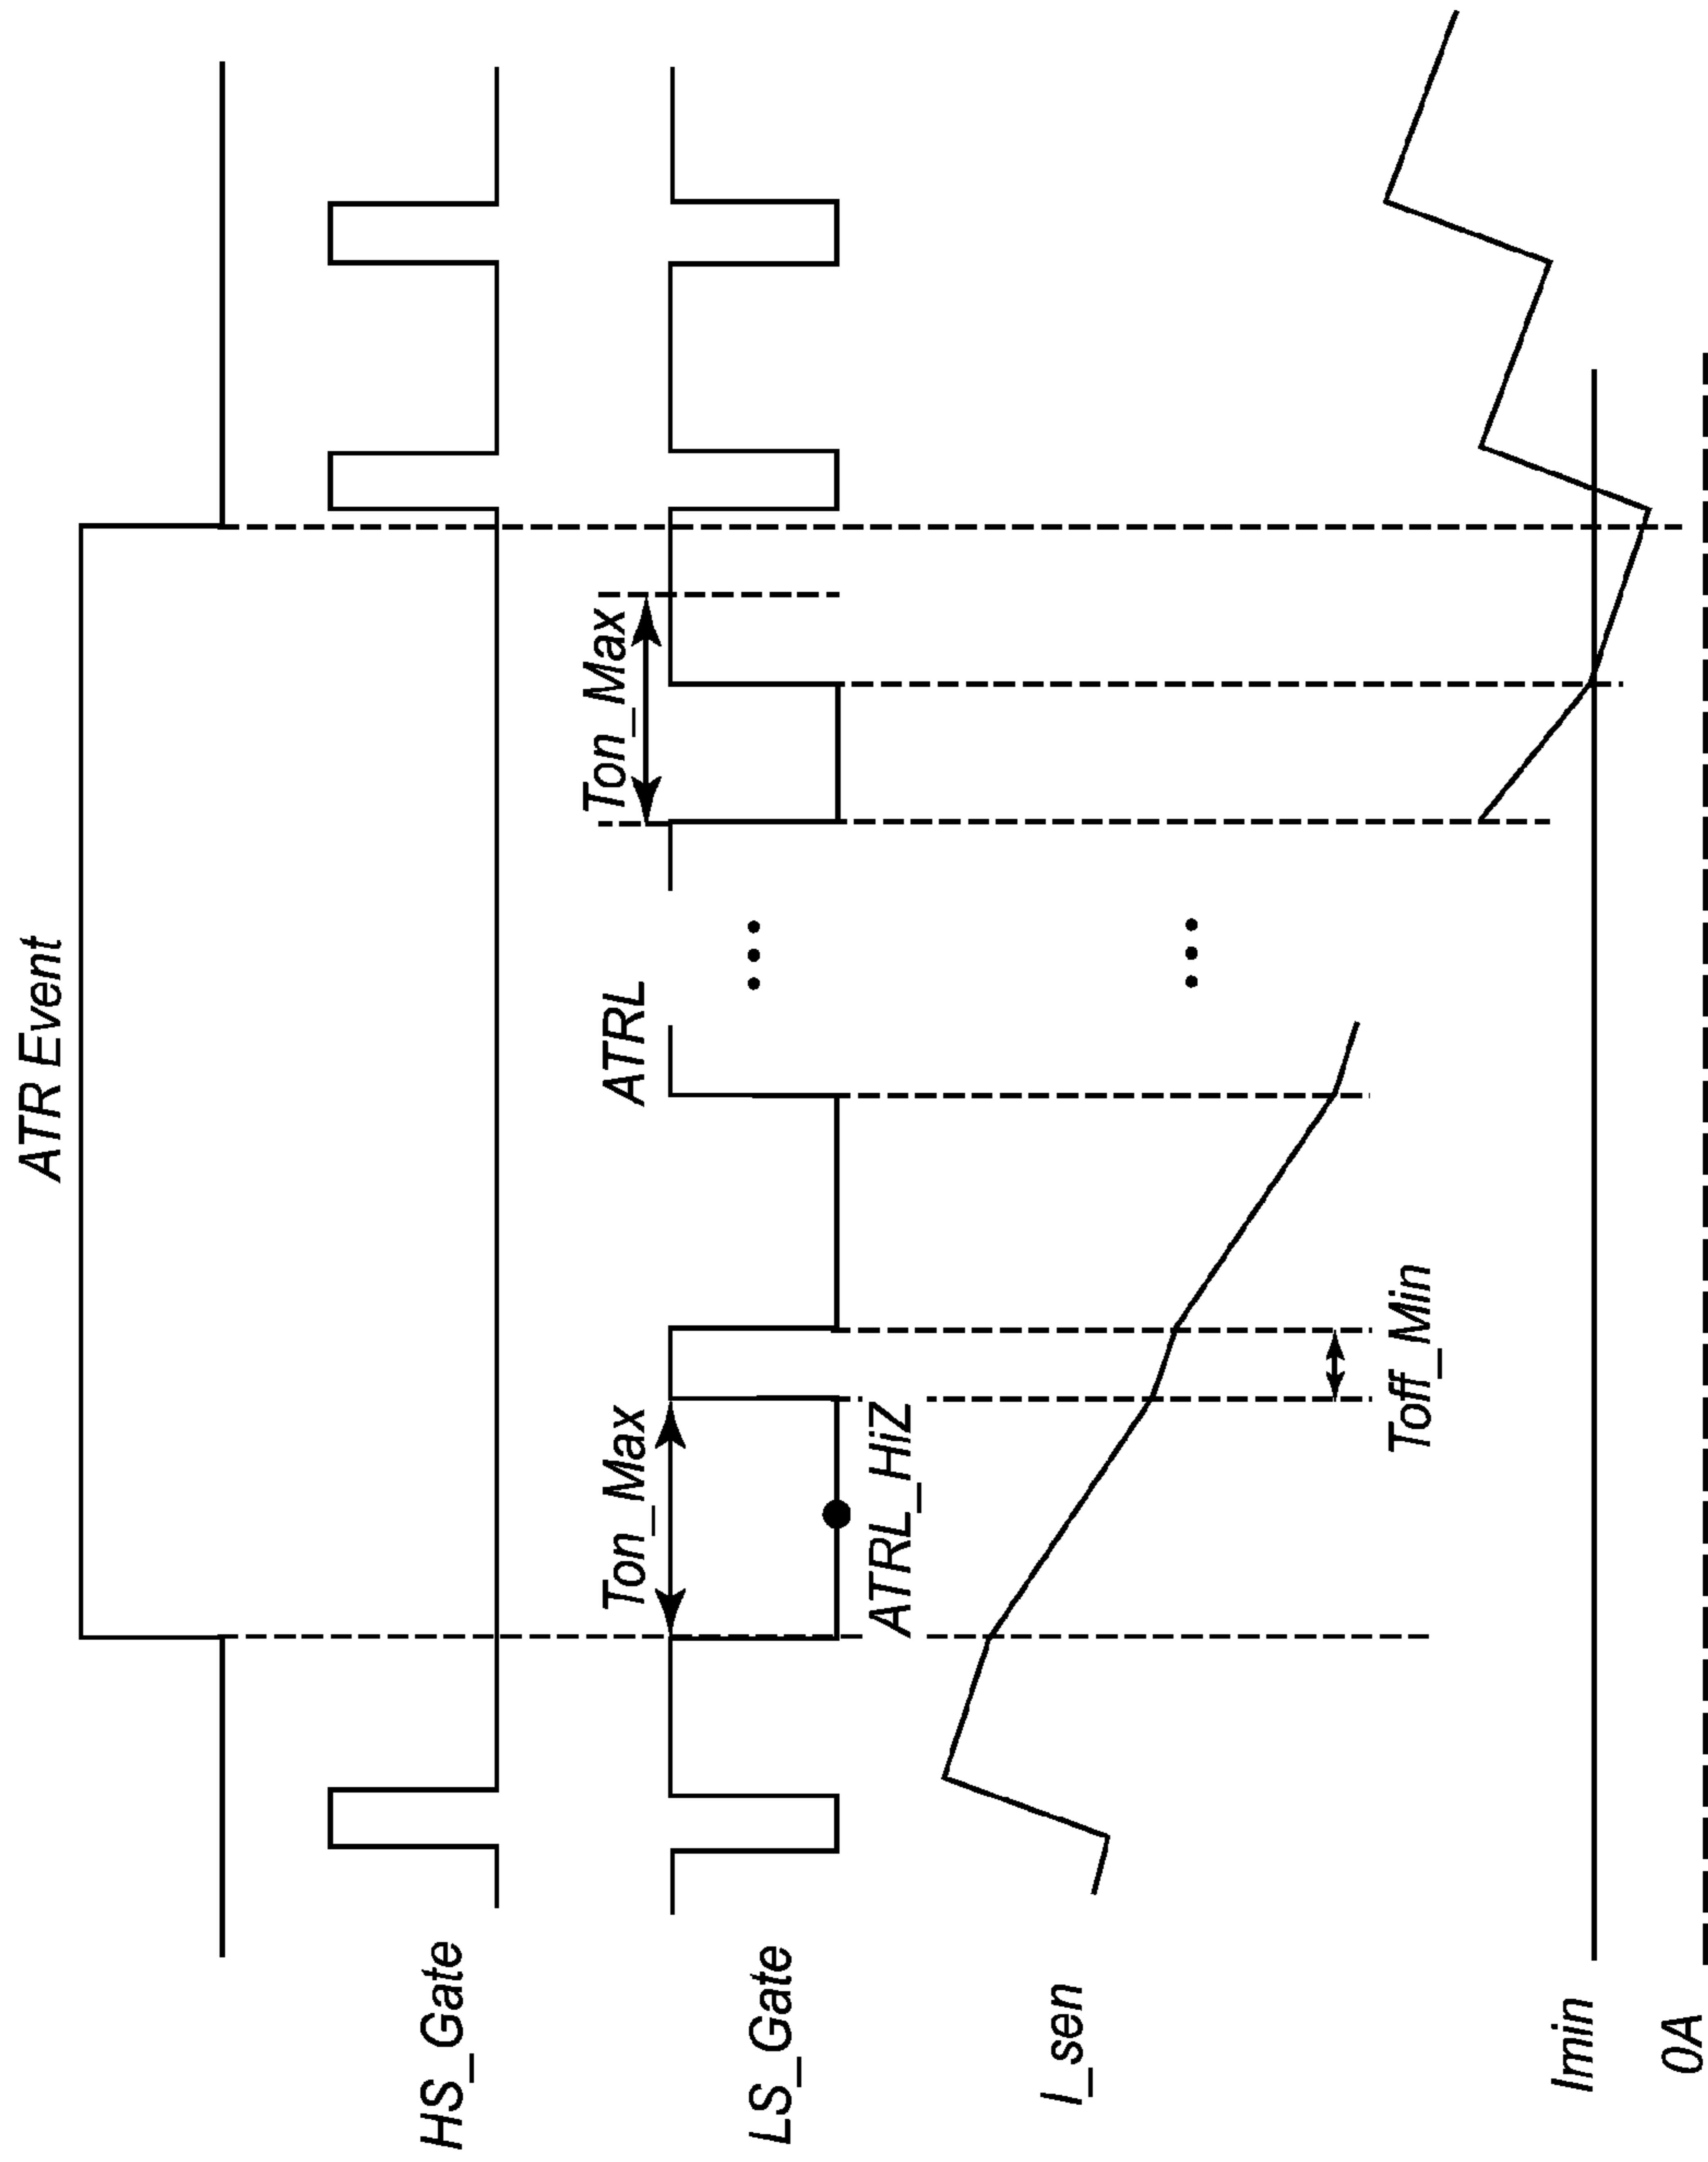 ATR Event
HS_Gate
Ton_Max
ATRL
Ton_Max
LS_Gate
ATRL_HiZ
I_sen
Toff_Min
Imin
0A